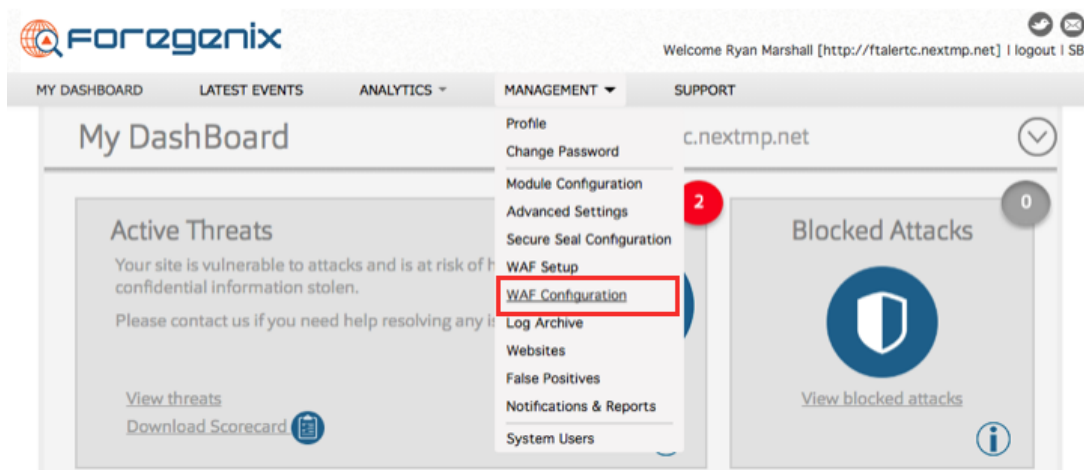 Foregenix
Welcome Ryan Marshall [http://ftalertc.nextmp.net] | logout | SB
MY DASHBOARD LATEST EVENTS ANALYTICS MANAGEMENT SUPPORT
My DashBoard
c.nextmp.net
Profile
Change Password
Module Configuration
Advanced Settings
Secure Seal Configuration
WAF Setup
WAF Configuration
Log Archive
Websites
False Positives
Notifications & Reports
System Users
2
Active Threats
Your site is vulnerable to attacks and is at risk of h
confidential information stolen.
Please contact us if you need help resolving any is
View threats
Download Scorecard
0
Blocked Attacks
View blocked attacks
i